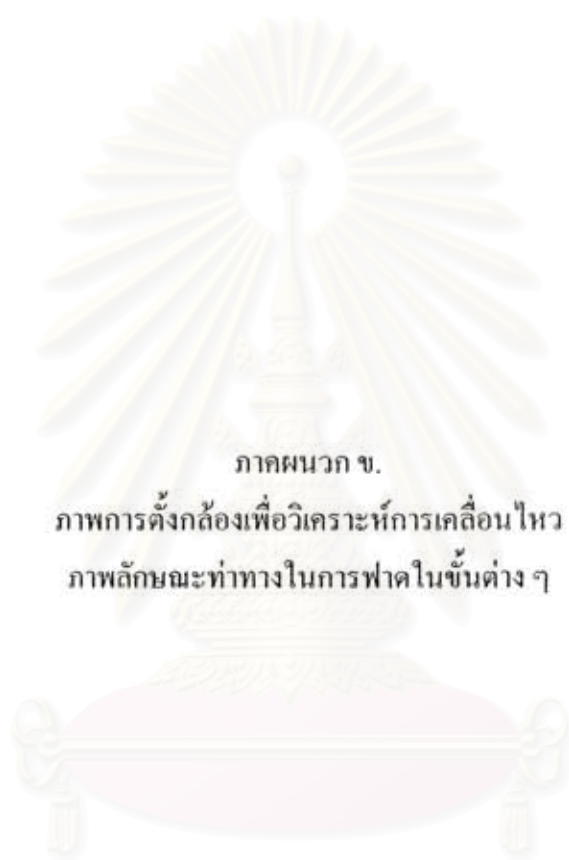 ภาคผนวก ข.
ภาพการตั้งกล้องเพื่อวิเคราะห์การเคลื่อนไหว
ภาพลักษณะท่าทางในการฟาดในขั้นต่าง ๆ